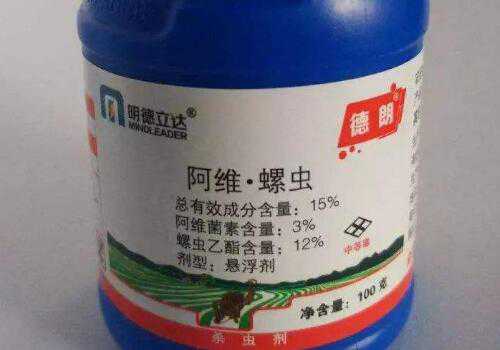 明德立达®
MINDLEADER
德朗®
阿维·螺虫
总有效成分含量：15%
阿维菌素含量：3%
螺虫乙酯含量：12%
剂型：悬浮剂
中等毒
净含量：100克
杀虫剂